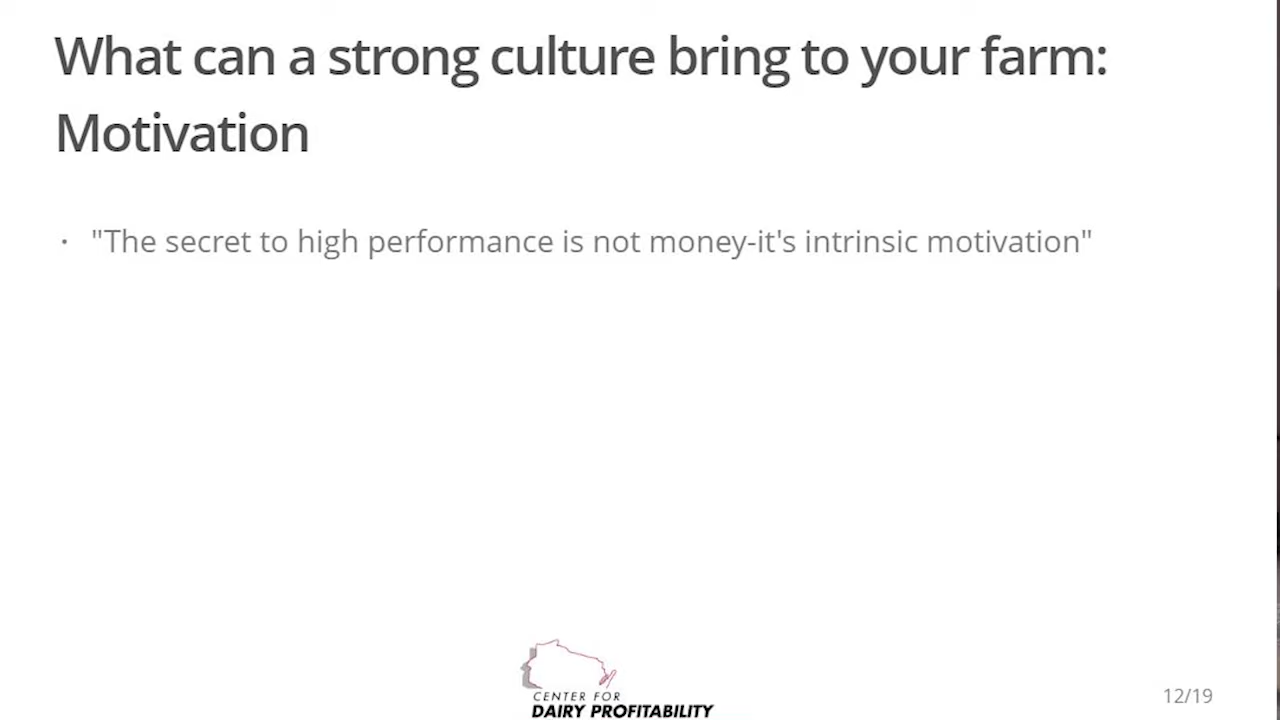 What can a strong culture bring to your farm:
Motivation
· "The secret to high performance is not money-it's intrinsic motivation"
CENTER FOR
DAIRY PROFITABILITY
12/19